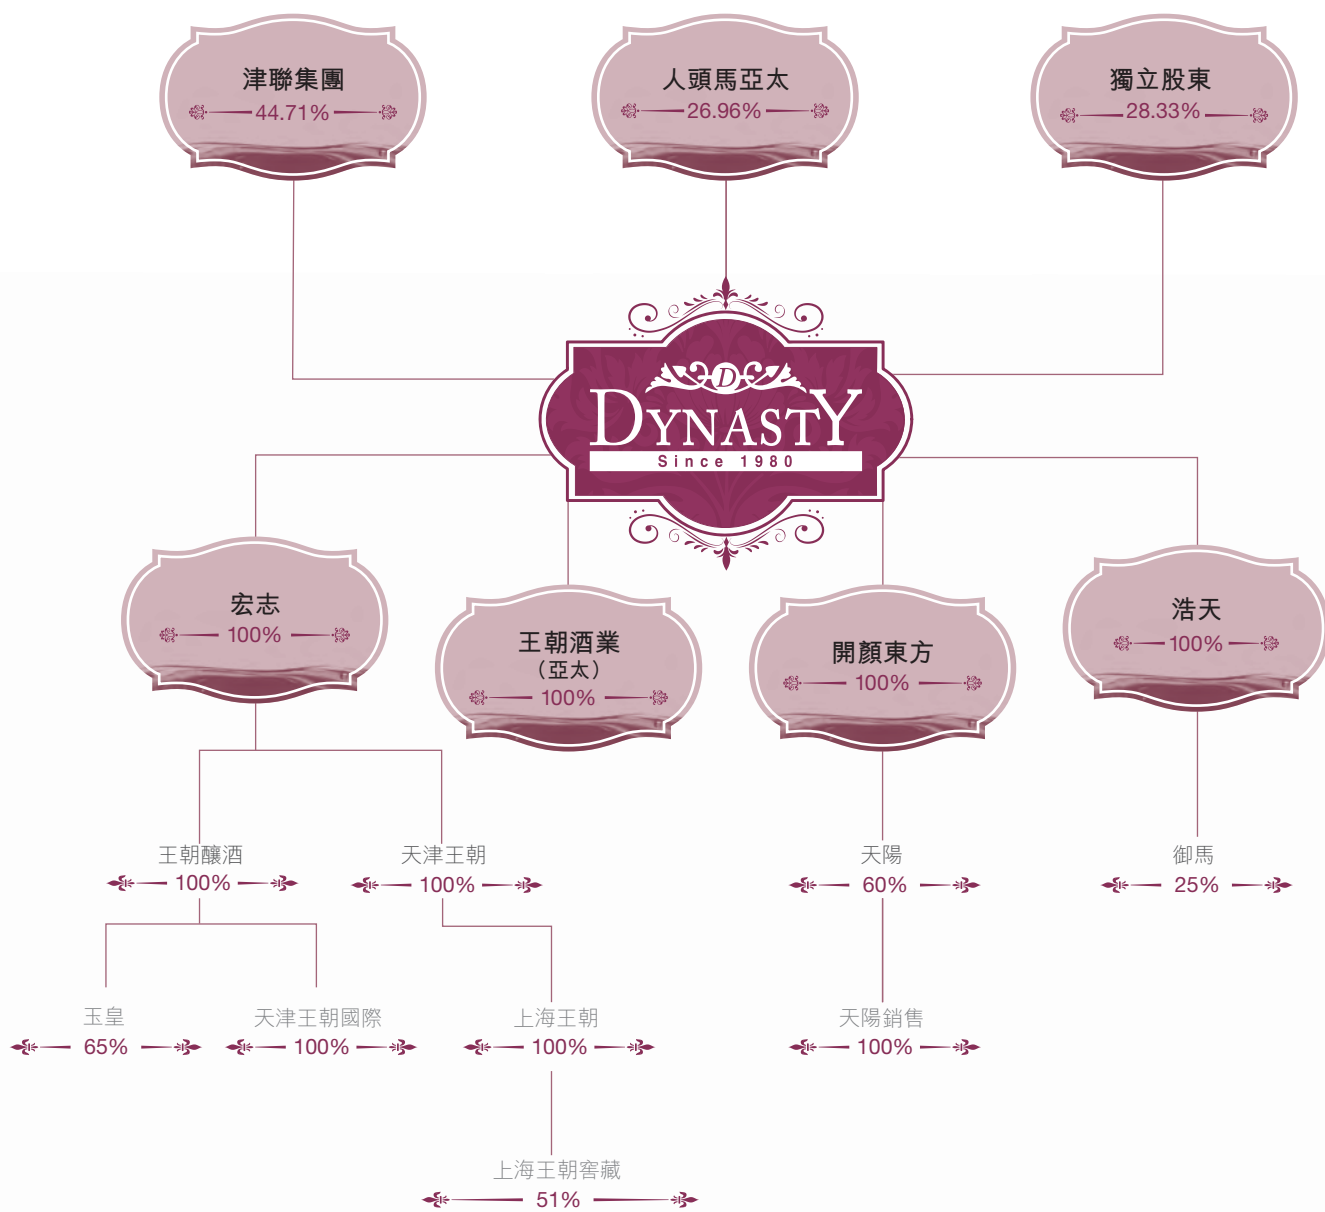 津聯集團
44.71%
人頭馬亞太
26.96%
獨立股東
28.33%
D
DYNASTY
Since 1980
宏志
100%
王朝酒業
(亞太)
100%
開顏東方
100%
浩天
100%
王朝釀酒
100%
天津王朝
100%
天陽
60%
御馬
25%
玉皇
65%
天津王朝國際
100%
上海王朝
100%
天陽銷售
100%
上海王朝窖藏
51%